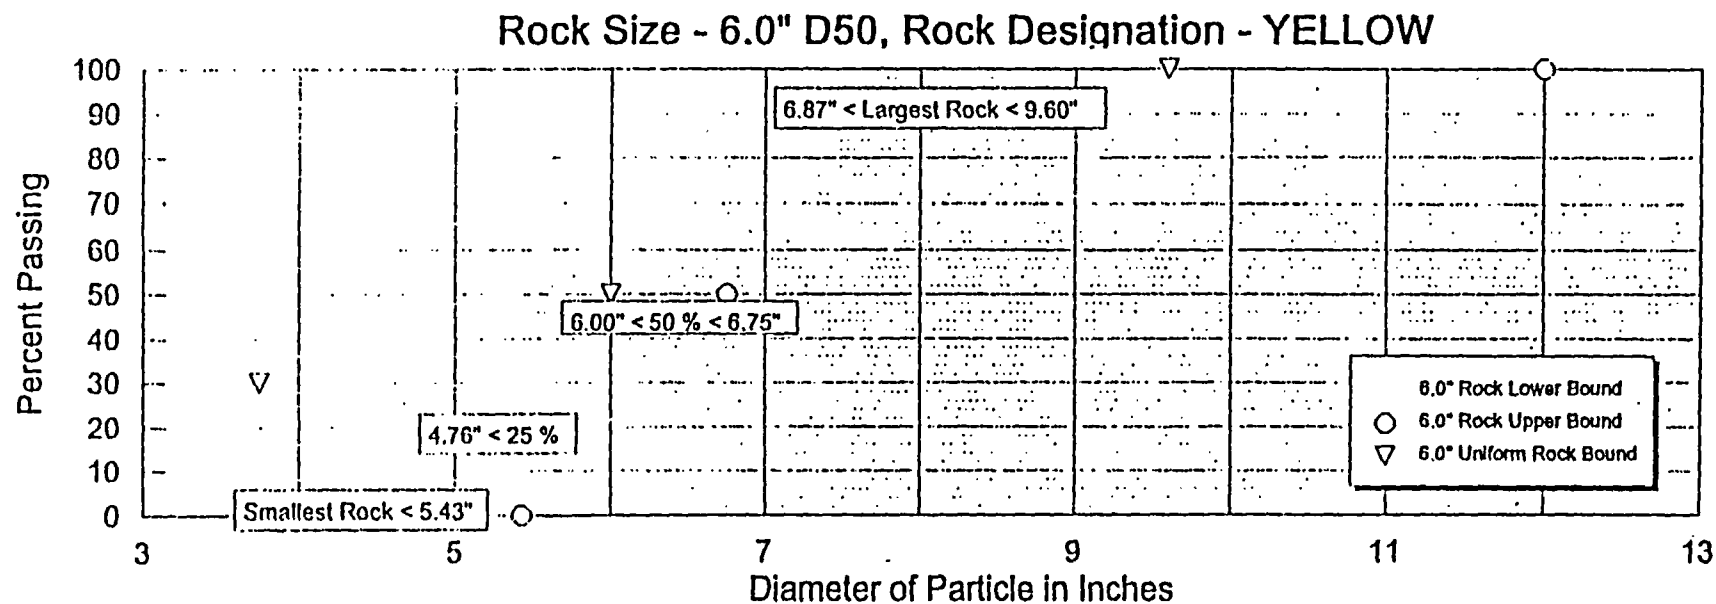 Rock Size - 6.0" D50, Rock Designation - YELLOW
Percent Passing
100
90
80
70
60
50
40
30
20
10
0
6.87" < Largest Rock < 9.60"
6.00" < 50 % < 6.75"
4.76" < 25 %
Smallest Rock < 5.43"
6.0" Rock Lower Bound
6.0" Rock Upper Bound
6.0" Uniform Rock Bound
3
5
7
9
11
13
Diameter of Particle in Inches